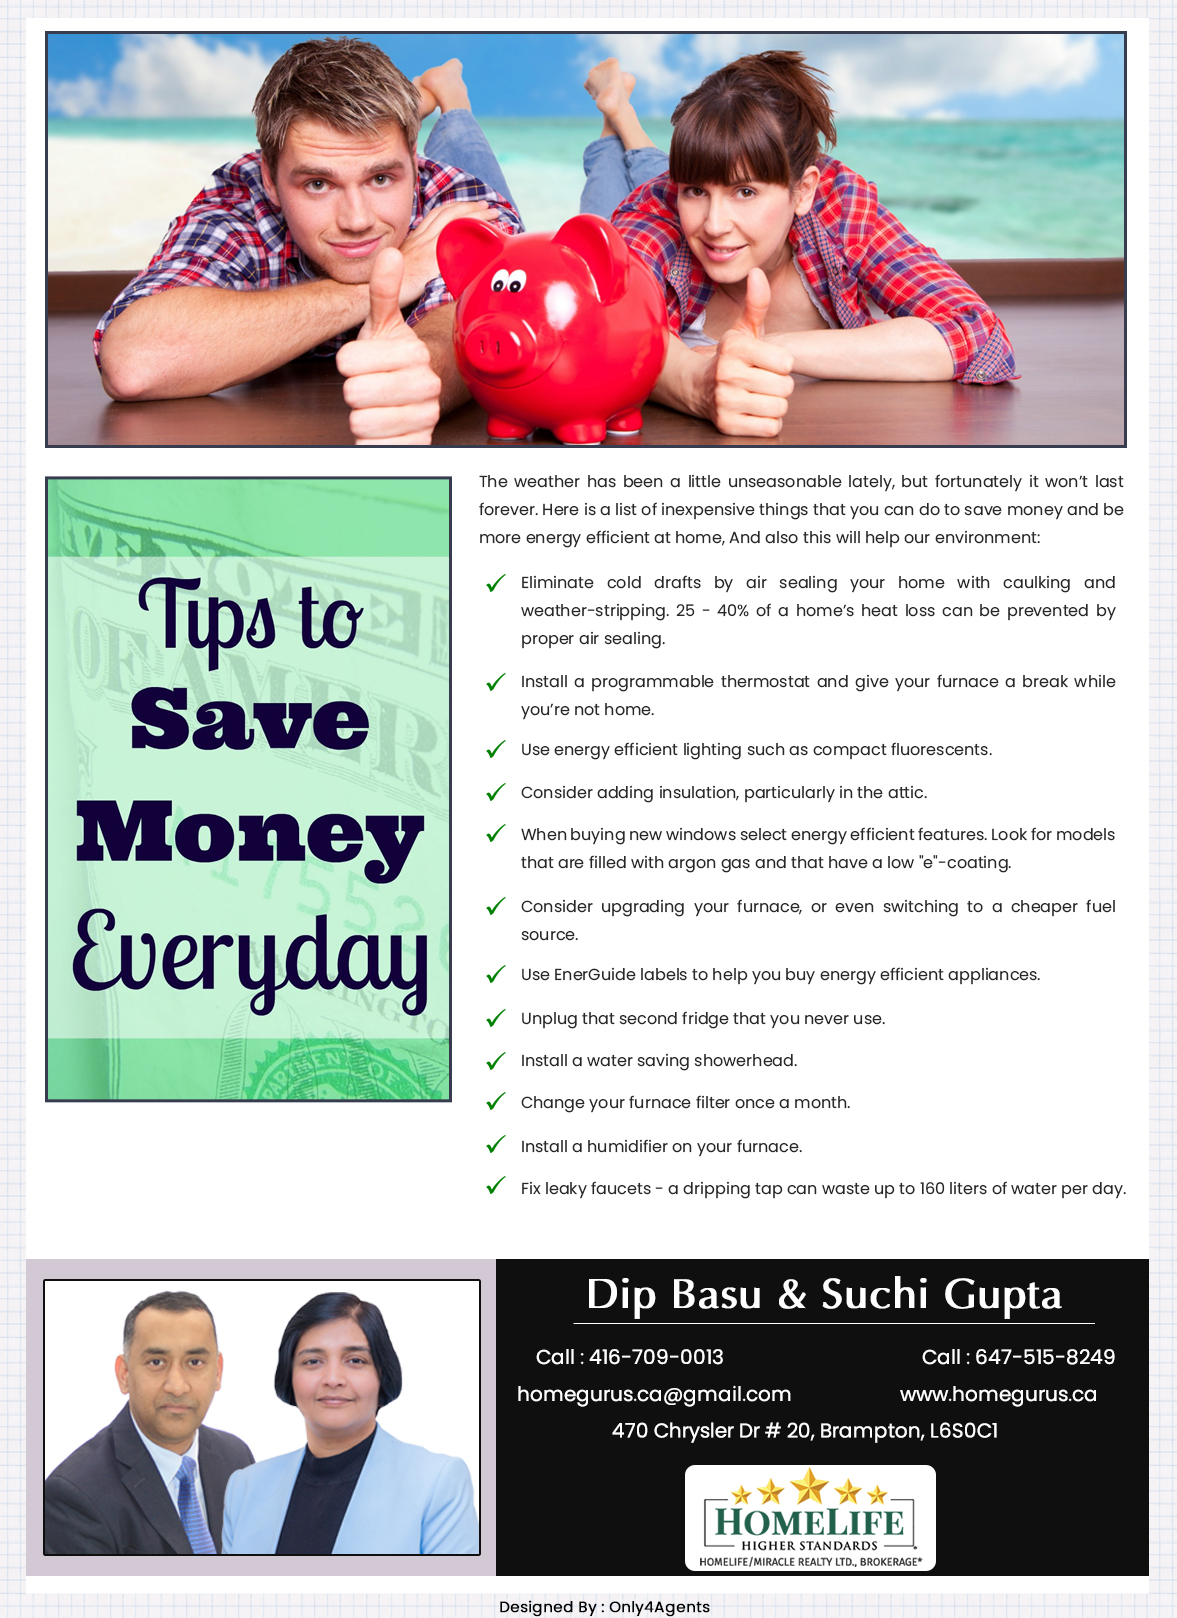 The weather has been a little unseasonable lately, but fortunately it won't last
forever. Here is a list of inexpensive things that you can do to save money and be
more energy efficient at home, And also this will help our environment:
Tips to
Save
Money
Everyday
Eliminate cold drafts by air sealing your home with caulking and
weather-stripping. 25 - 40% of a home's heat loss can be prevented by
proper air sealing.
Install a programmable thermostat and give your furnace a break while
you're not home.
Use energy efficient lighting such as compact fluorescents.
Consider adding insulation, particularly in the attic.
When buying new windows select energy efficient features. Look for models
that are filled with argon gas and that have a low "e"-coating.
Consider upgrading your furnace, or even switching to a cheaper fuel
source.
Use EnerGuide labels to help you buy energy efficient appliances.
Unplug that second fridge that you never use.
Install a water saving showerhead.
Change your furnace filter once a month.
Install a humidifier on your furnace.
Fix leaky faucets - a dripping tap can waste up to 160 liters of water per day.
Dip Basu & Suchi Gupta
Call : 416-709-0013
Call : 647-515-8249
homegurus.ca@gmail.com
www.homegurus.ca
470 Chrysler Dr # 20, Brampton, L6S0C1
HOMELIFE
HIGHER STANDARDS
HOMELIFE/MIRACLE REALTY LTD., BROKERAGE*
Designed By : Only4Agents